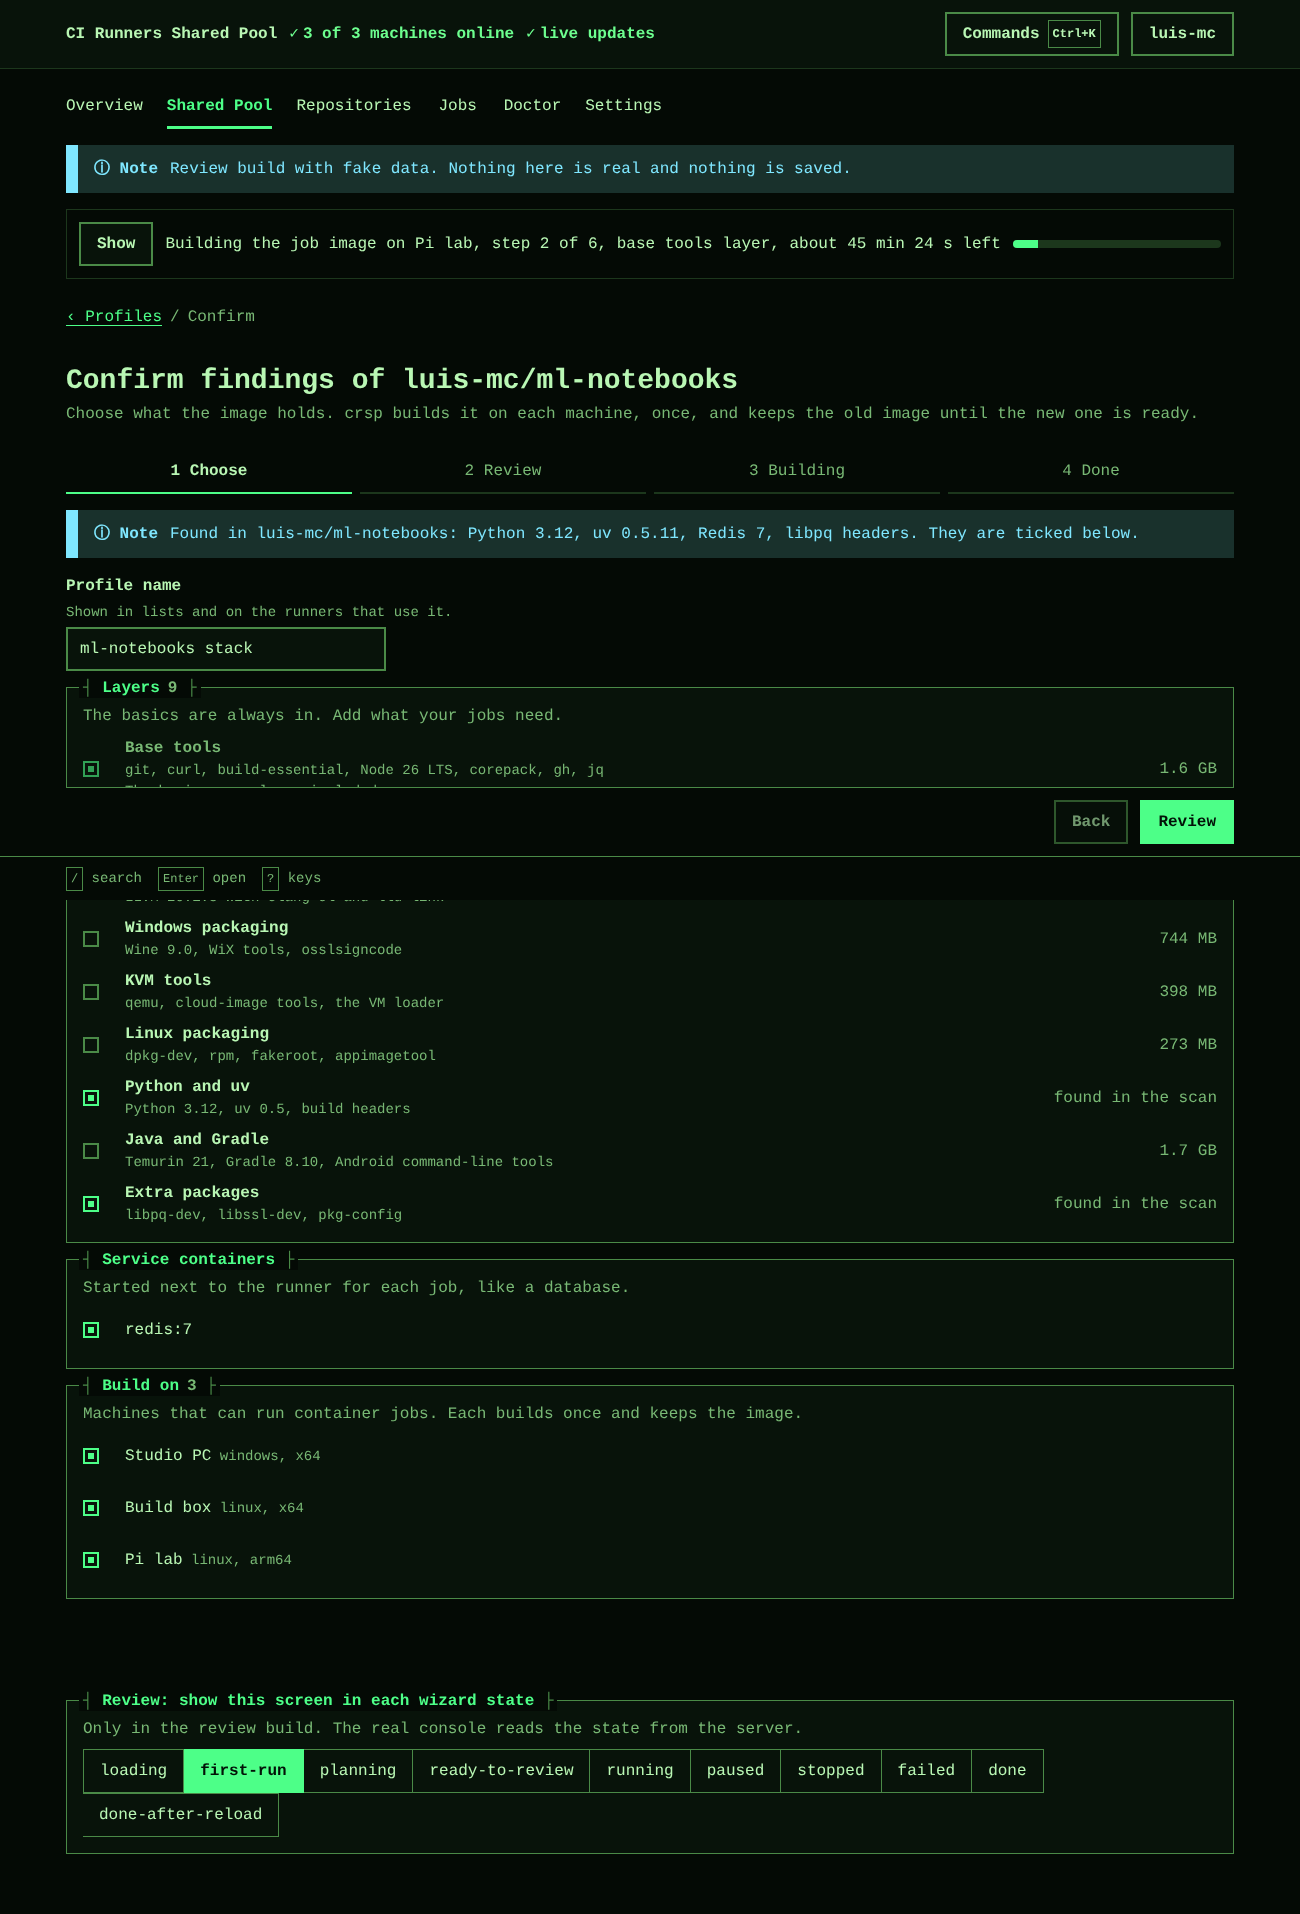 CI Runners Shared Pool ✓ 3 of 3 machines online ✓ live updates Commands Ctrl+K luis-mc
Overview Shared Pool Repositories Jobs Doctor Settings
ⓘ Note Review build with fake data. Nothing here is real and nothing is saved.
Show Building the job image on Pi lab, step 2 of 6, base tools layer, about 45 min 24 s left
‹ Profiles / Confirm
Confirm findings of luis-mc/ml-notebooks
Choose what the image holds. crsp builds it on each machine, once, and keeps the old image until the new one is ready.
1 Choose 2 Review 3 Building 4 Done
ⓘ Note Found in luis-mc/ml-notebooks: Python 3.12, uv 0.5.11, Redis 7, libpq headers. They are ticked below.
Profile name
Shown in lists and on the runners that use it.
ml-notebooks stack
Layers 9
The basics are always in. Add what your jobs need.
Base tools
git, curl, build-essential, Node 26 LTS, corepack, gh, jq 1.6 GB
Back Review
/ search Enter open ? keys
Windows packaging
Wine 9.0, WiX tools, osslsigncode 744 MB
KVM tools
qemu, cloud-image tools, the VM loader 398 MB
Linux packaging
dpkg-dev, rpm, fakeroot, appimagetool 273 MB
Python and uv
Python 3.12, uv 0.5, build headers found in the scan
Java and Gradle
Temurin 21, Gradle 8.10, Android command-line tools 1.7 GB
Extra packages
libpq-dev, libssl-dev, pkg-config found in the scan
Service containers
Started next to the runner for each job, like a database.
redis:7
Build on 3
Machines that can run container jobs. Each builds once and keeps the image.
Studio PC windows, x64
Build box linux, x64
Pi lab linux, arm64
Review: show this screen in each wizard state
Only in the review build. The real console reads the state from the server.
loading first-run planning ready-to-review running paused stopped failed done
done-after-reload